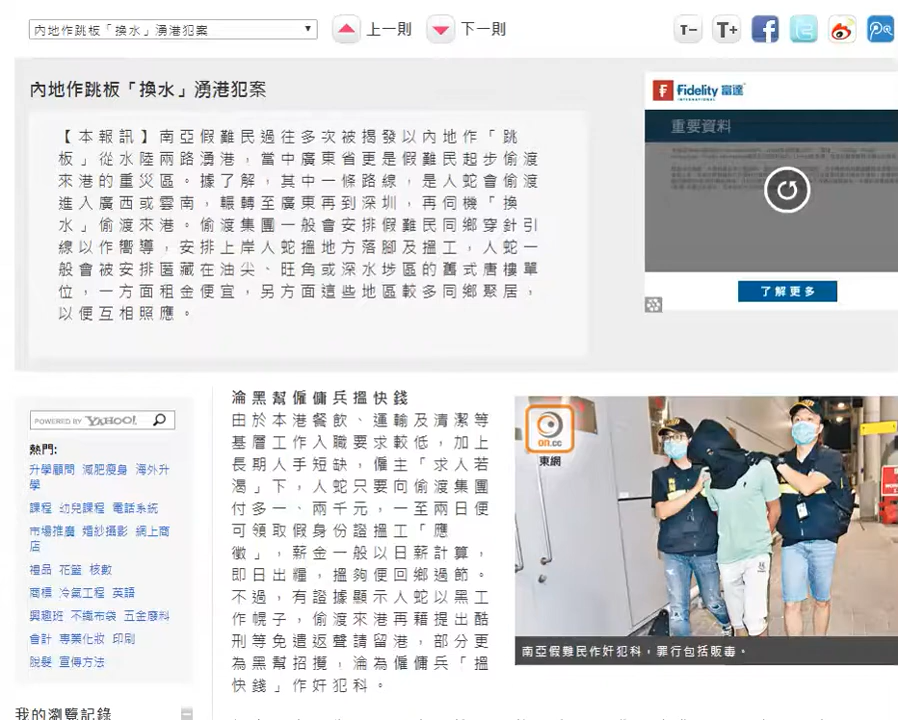 內地作跳板「換水」湧港犯案
上一則
下一則
T−
T+
內地作跳板「換水」湧港犯案
【本報訊】南亞假難民過往多次被揭發以內地作「跳
板」從水陸兩路湧港，當中廣東省更是假難民起步偷渡
來港的重災區。據了解，其中一條路線，是人蛇會偷渡
進入廣西或雲南，輾轉至廣東再到深圳，再伺機「換
水」偷渡來港。偷渡集團一般會安排假難民同鄉穿針引
線以作嚮導，安排上岸人蛇搵地方落腳及搵工，人蛇一
般會被安排匿藏在油尖、旺角或深水埗區的舊式唐樓單
位，一方面租金便宜，另方面這些地區較多同鄉聚居，
以便互相照應。
Fidelity 富達
INTERNATIONAL
重要資料
了解更多
POWERED BY YAHOO!
熱門:
升學顧問 減肥瘦身 海外升
學
課程 幼兒課程 電話系統
市場推廣 婚紗攝影 網上商
店
禮品 花籃 核數
商標 冷氣工程 英語
興趣班 不織布袋 五金廢料
會計 專業化妝 印刷
脫髮 宣傳方法
我的瀏覽記錄
淪黑幫僱傭兵搵快錢
由於本港餐飲、運輸及清潔等
基層工作入職要求較低，加上
長期人手短缺，僱主「求人若
渴」下，人蛇只要向偷渡集團
付多一、兩千元，一至兩日便
可領取假身份證搵工「應
徵」，薪金一般以日薪計算，
即日出糧，搵夠便回鄉過節。
不過，有證據顯示人蛇以黑工
作幌子，偷渡來港再藉提出酷
刑等免遣返聲請留港，部分更
為黑幫招攬，淪為僱傭兵「搵
快錢」作奸犯科。
on.cc
東網
南亞假難民作奸犯科，罪行包括販毒。